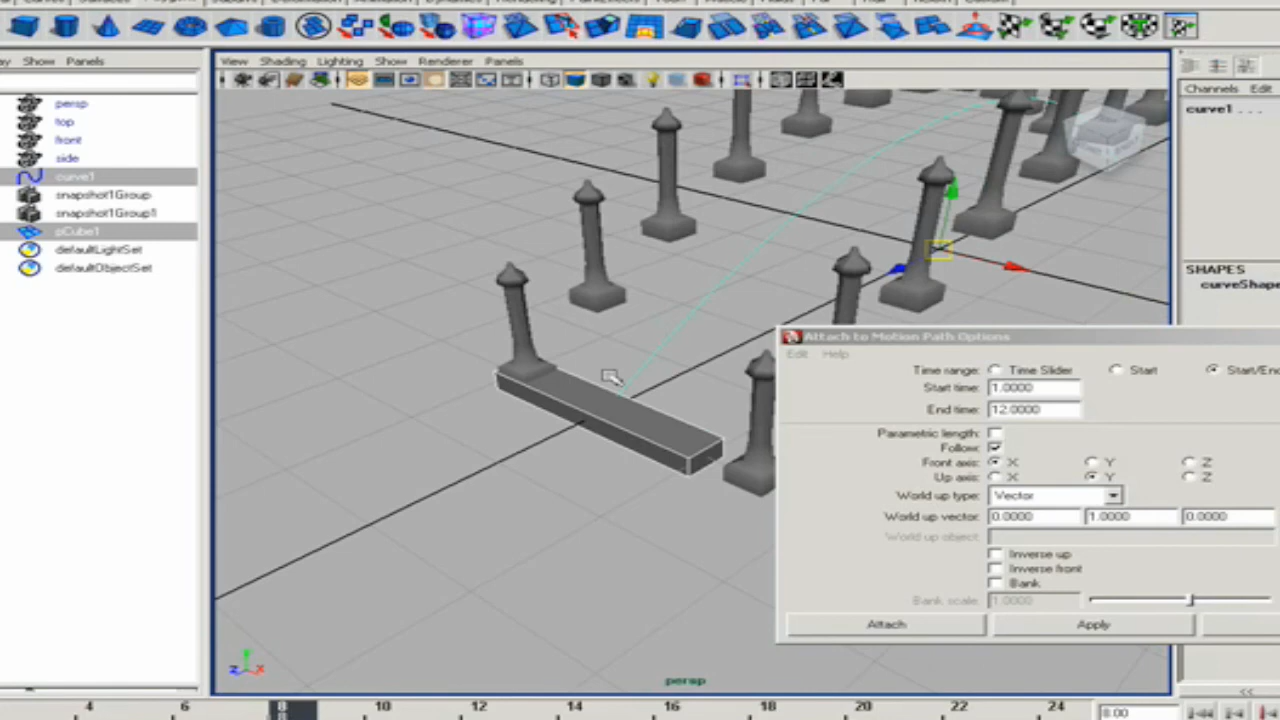 View Shading Lighting Show Renderer Panels
Show Panels
persp
top
front
side
curve1
snapshot1Group
snapshot1Group1
pCube1
defaultLightSet
defaultObjectSet
Channels Edit
curve1 . . .
SHAPES
curveShape
Attach to Motion Path Options
Edit Help
Time range: Time Slider Start Start/End
Start time: 1.0000
End time: 12.0000
Parametric length:
Follow:
Front axis: X Y Z
Up axis: X Y Z
World up type: Vector
World up vector: 0.0000 1.0000 0.0000
World up object:
Inverse up
Inverse front
Bank
Bank scale: 1.0000
Attach Apply
z x
persp
4 6 8 10 12 14 16 18 20 22 24
8
8.00